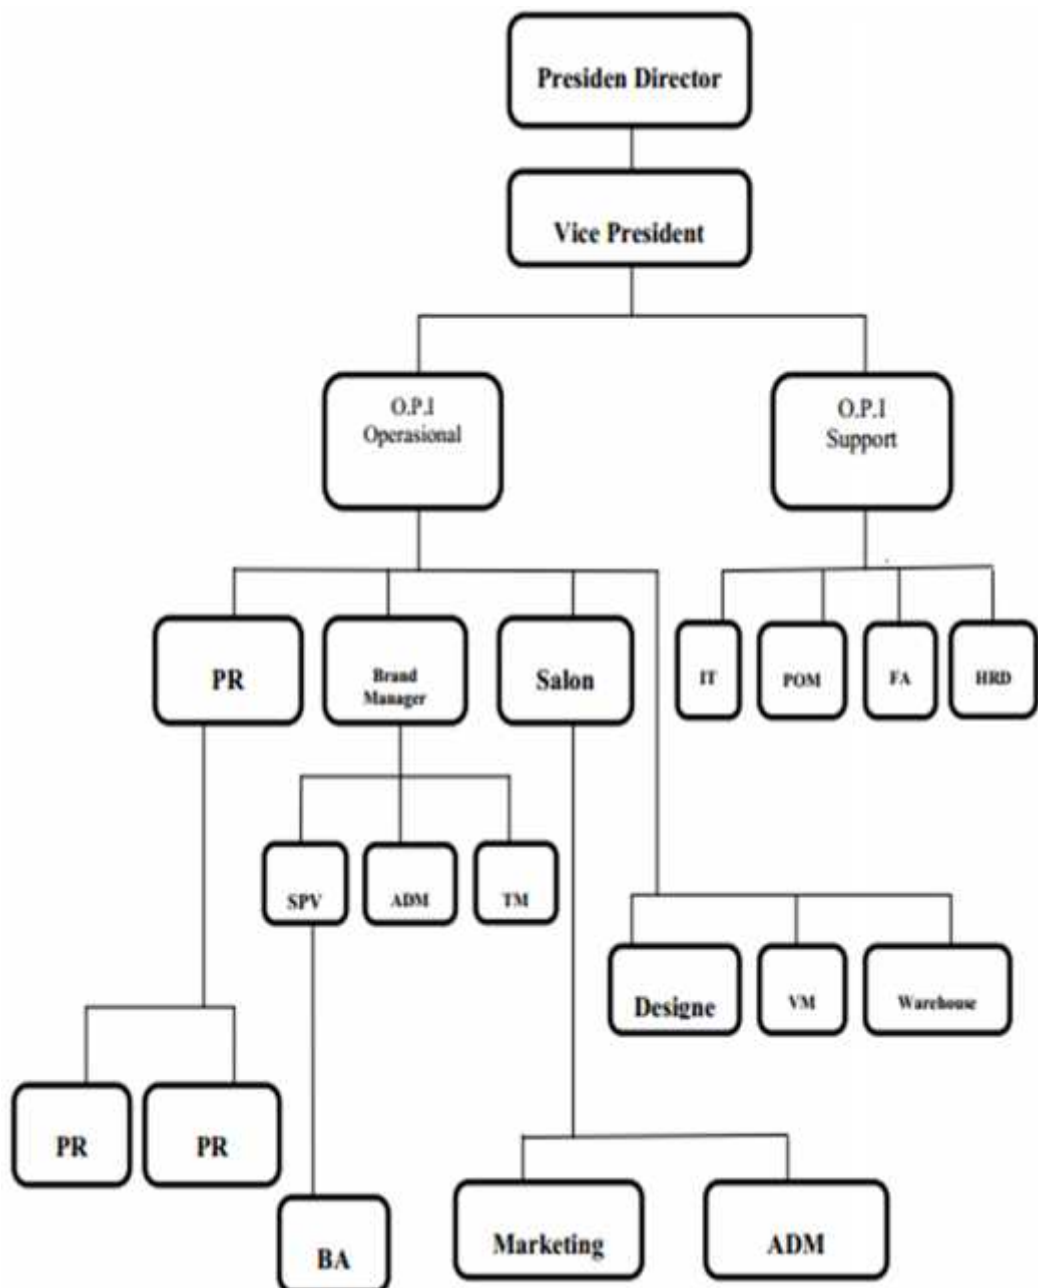 Presiden Director
Vice President
O.P.I
Operasional
O.P.I
Support
PR
Brand
Manager
Salon
IT
POM
FA
HRD
SPV
ADM
TM
Designe
VM
Warehouse
PR
PR
BA
Marketing
ADM